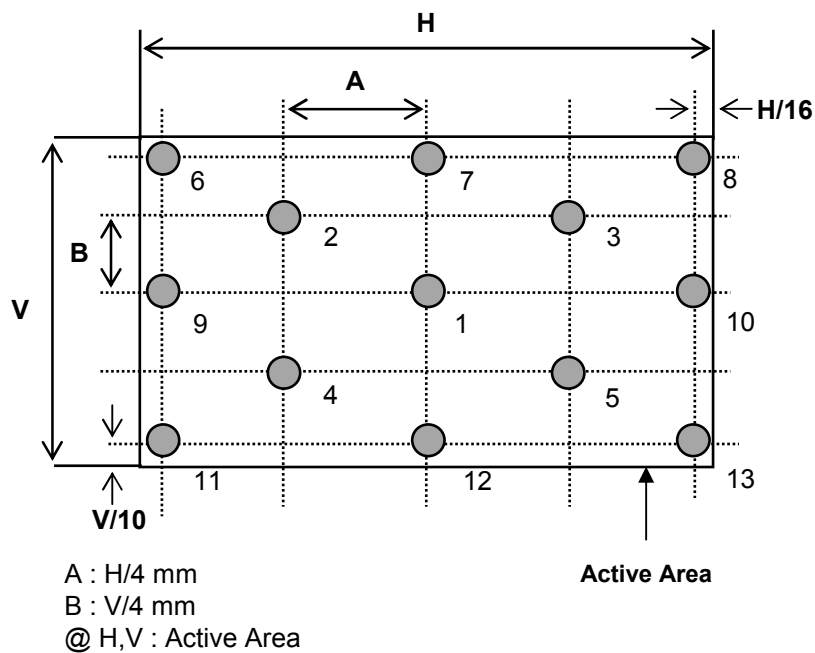 H
A
H/16
6
7
8
2
3
B
V
9
1
10
4
5
11
12
13
V/10
Active Area
A : H/4 mm
B : V/4 mm
@ H,V : Active Area